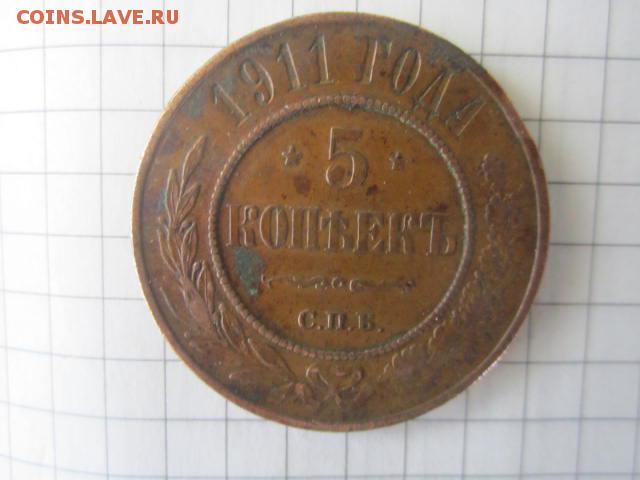 COINS.LAVE.RU
1911 ГОДА
* 5 *
КОПѢЕКЪ
С.П.Б.